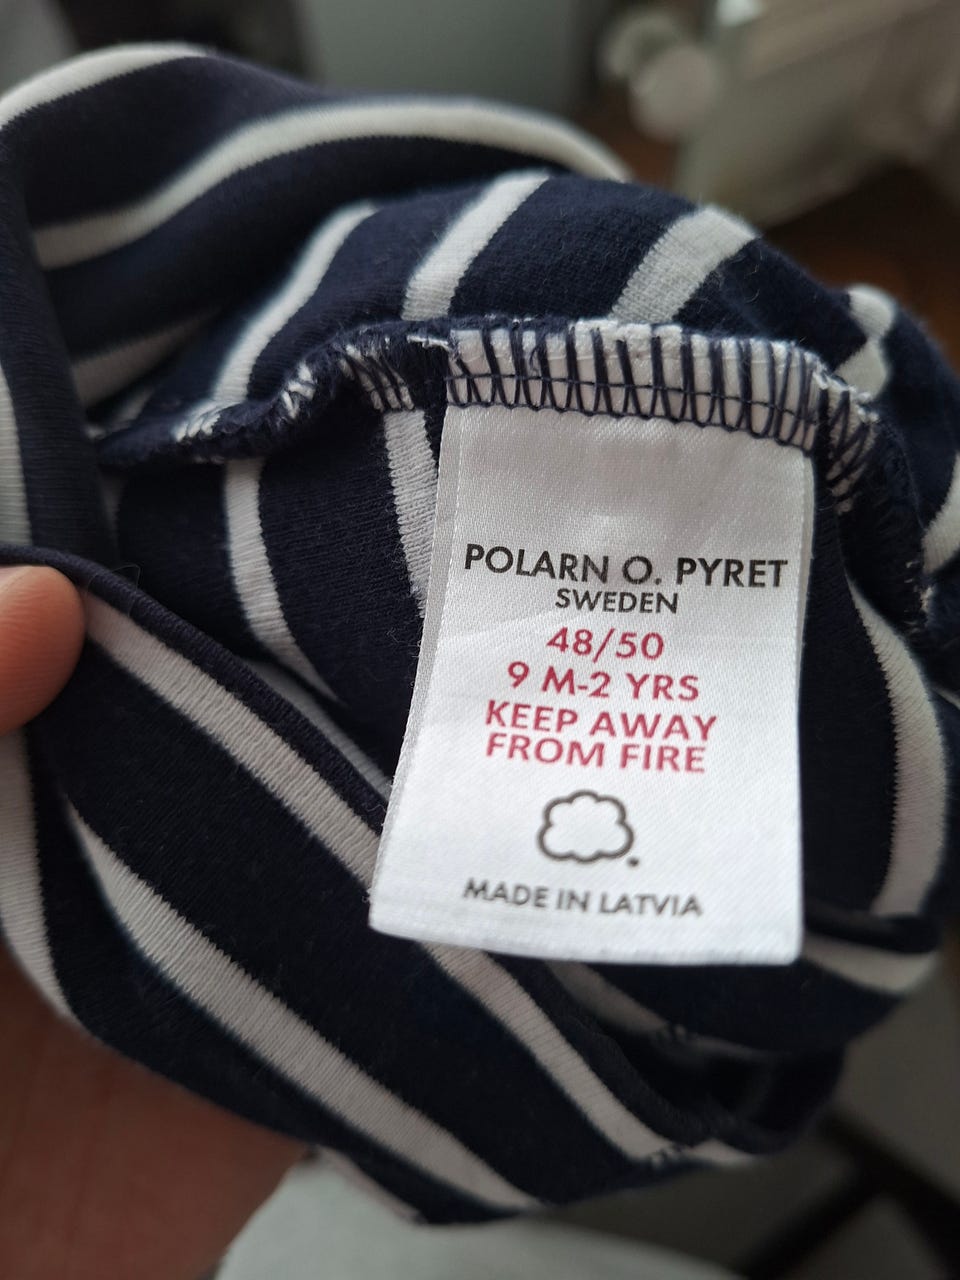 POLARN O. PYRET
SWEDEN
48/50
9 M-2 YRS
KEEP AWAY
FROM FIRE
MADE IN LATVIA